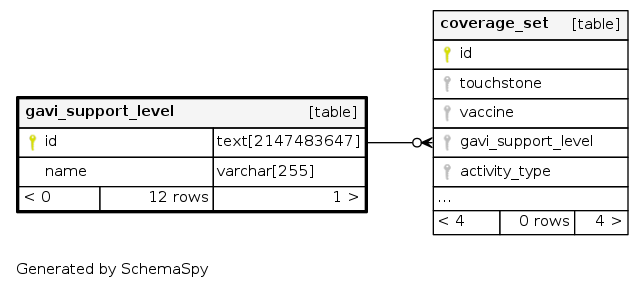 coverage_set [table]
id
touchstone
vaccine
gavi_support_level
activity_type
...
< 4 0 rows 4 >
gavi_support_level [table]
id text[2147483647]
name varchar[255]
< 0 12 rows 1 >
Generated by SchemaSpy